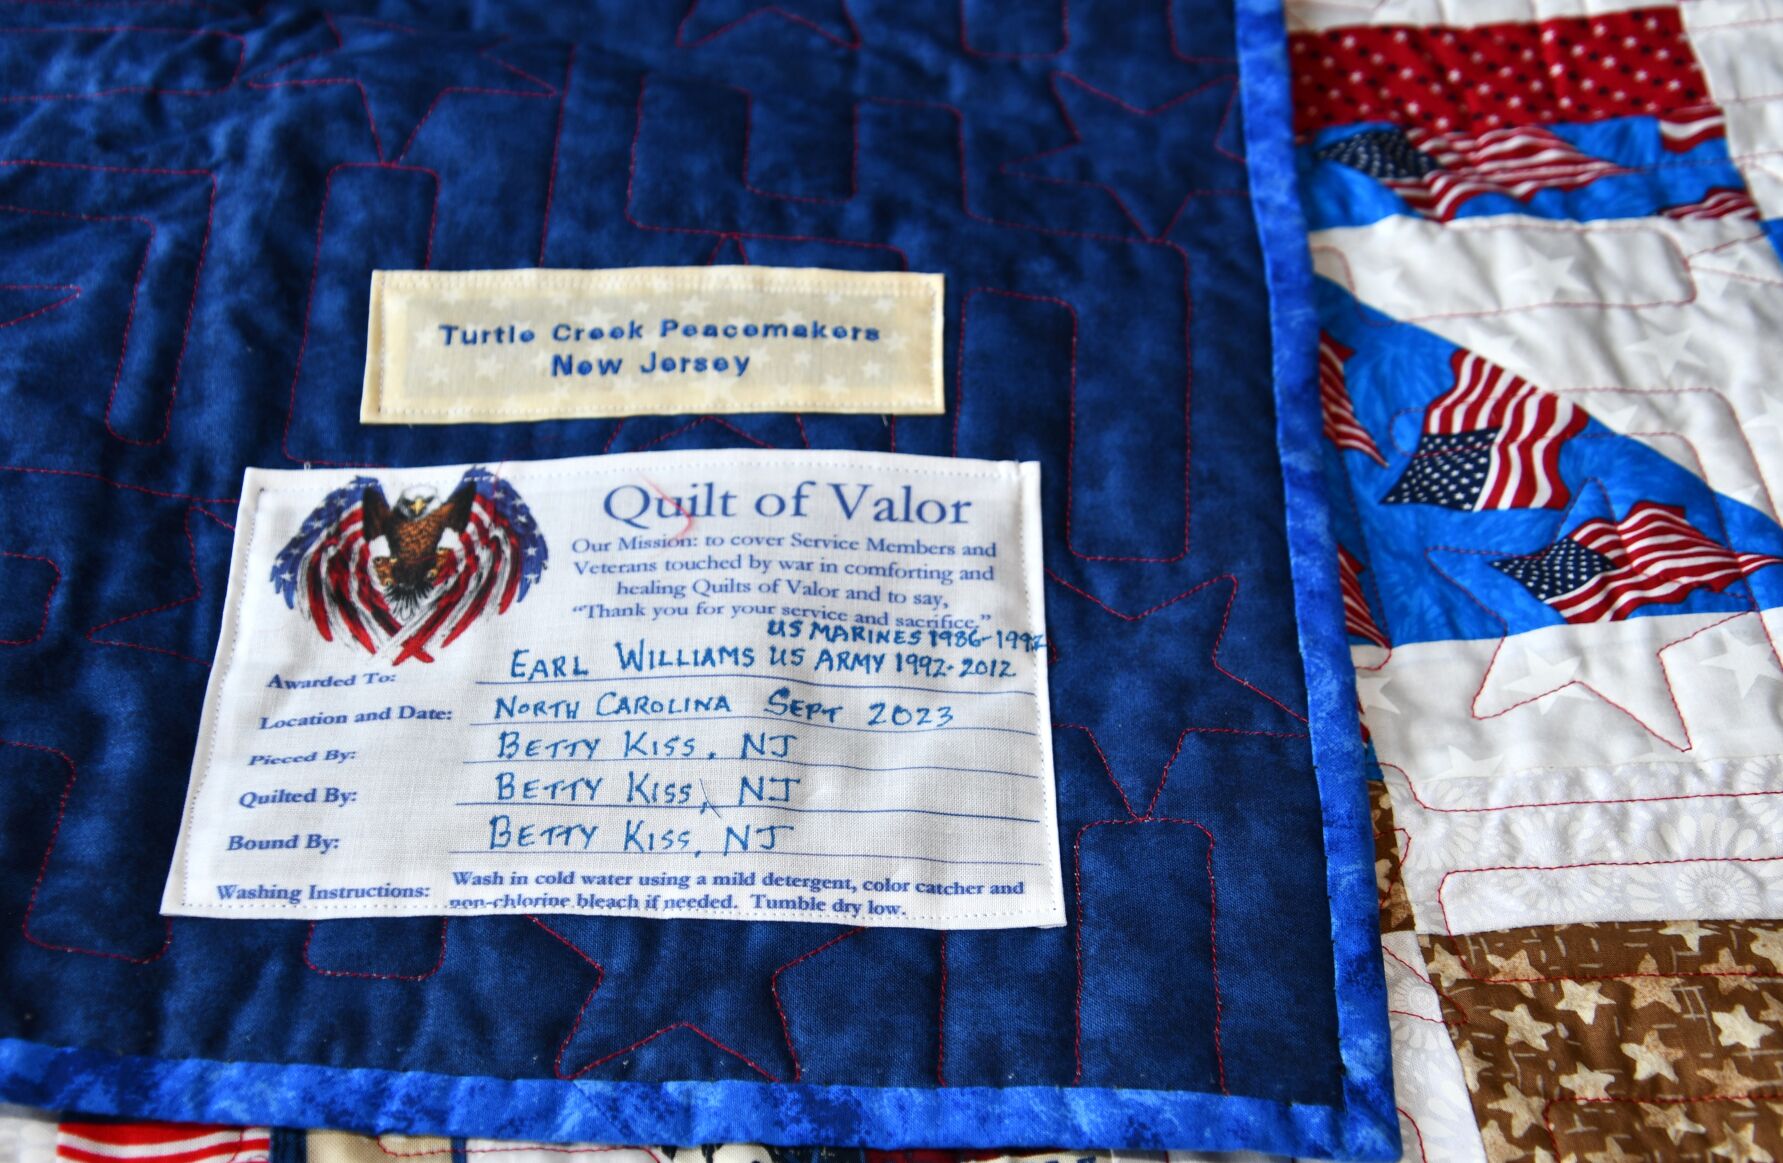 Turtle Creek Peacemakers
New Jersey
Quilt of Valor
Our Mission: to cover Service Members and
Veterans touched by war in comforting and
healing Quilts of Valor and to say,
“Thank you for your service and sacrifice.”
US MARINES 1986-1992
Awarded To: EARL WILLIAMS US ARMY 1992-2012
Location and Date: NORTH CAROLINA SEPT 2023
Pieced By: BETTY KISS, NJ
Quilted By: BETTY KISS, NJ
Bound By: BETTY KISS, NJ
Washing Instructions: Wash in cold water using a mild detergent, color catcher and
non-chlorine bleach if needed. Tumble dry low.